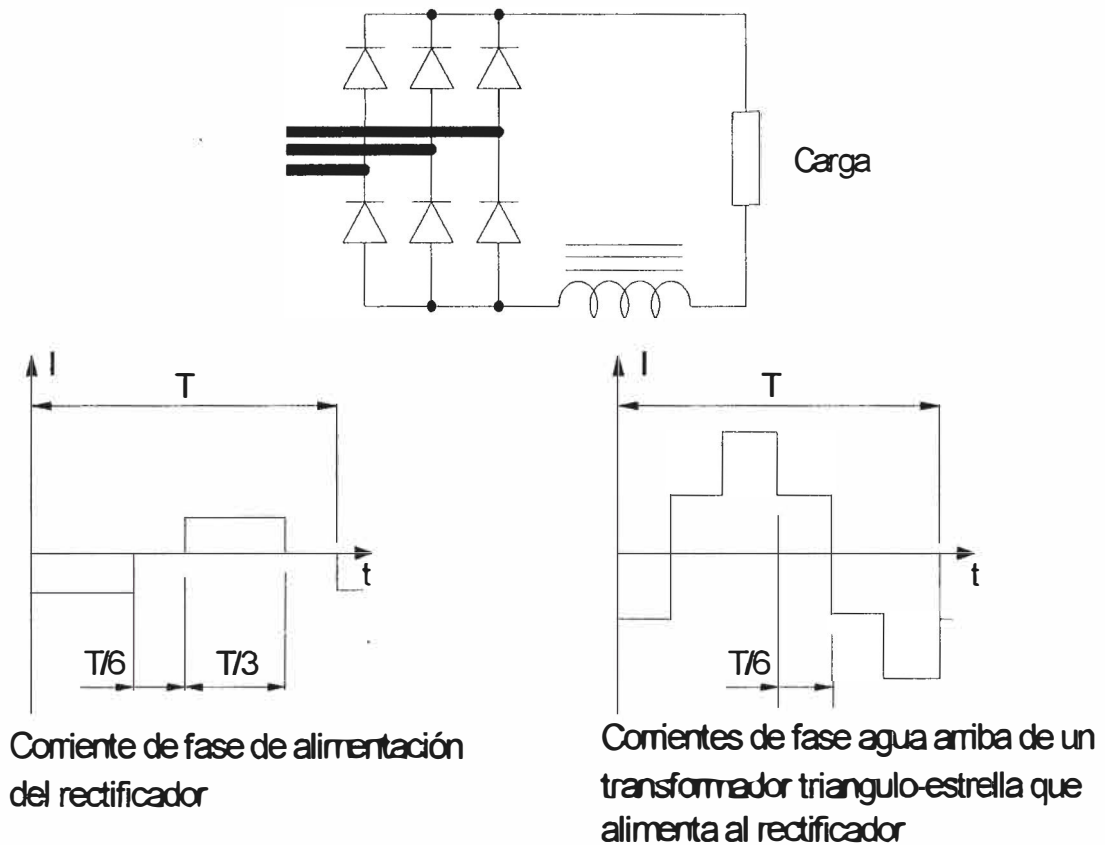 Carga
I
T
t
T/6
T/3
Corriente de fase de alimentación
del rectificador
I
T
t
T/6
Corrientes de fase agua arriba de un
transformador triangulo-estrella que
alimenta al rectificador